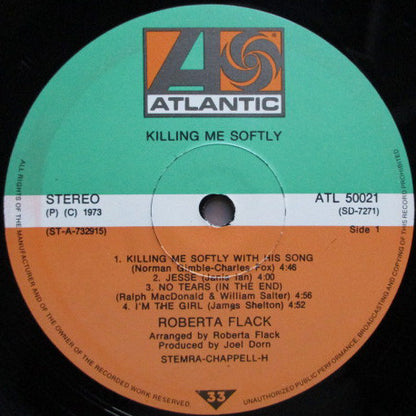 ATLANTIC
KILLING ME SOFTLY
STEREO
(P) (C) 1973
(ST-A-732915)
ATL 50021
(SD-7271)
Side 1
1. KILLING ME SOFTLY WITH HIS SONG
(Norman Gimble-Charles Fox) 4:46
2. JESSE (Janis Ian) 4:00
3. NO TEARS (IN THE END)
(Ralph MacDonald & William Salter) 4:56
4. I'M THE GIRL (James Shelton) 4:52
ROBERTA FLACK
Arranged by Roberta Flack
Produced by Joel Dorn
STEMRA-CHAPPELL-H
33
ALL RIGHTS OF THE MANUFACTURER AND OF THE OWNER OF THE RECORDED WORK RESERVED.
UNAUTHORIZED PUBLIC PERFORMANCE, BROADCASTING AND COPYING OF THIS RECORD PROHIBITED